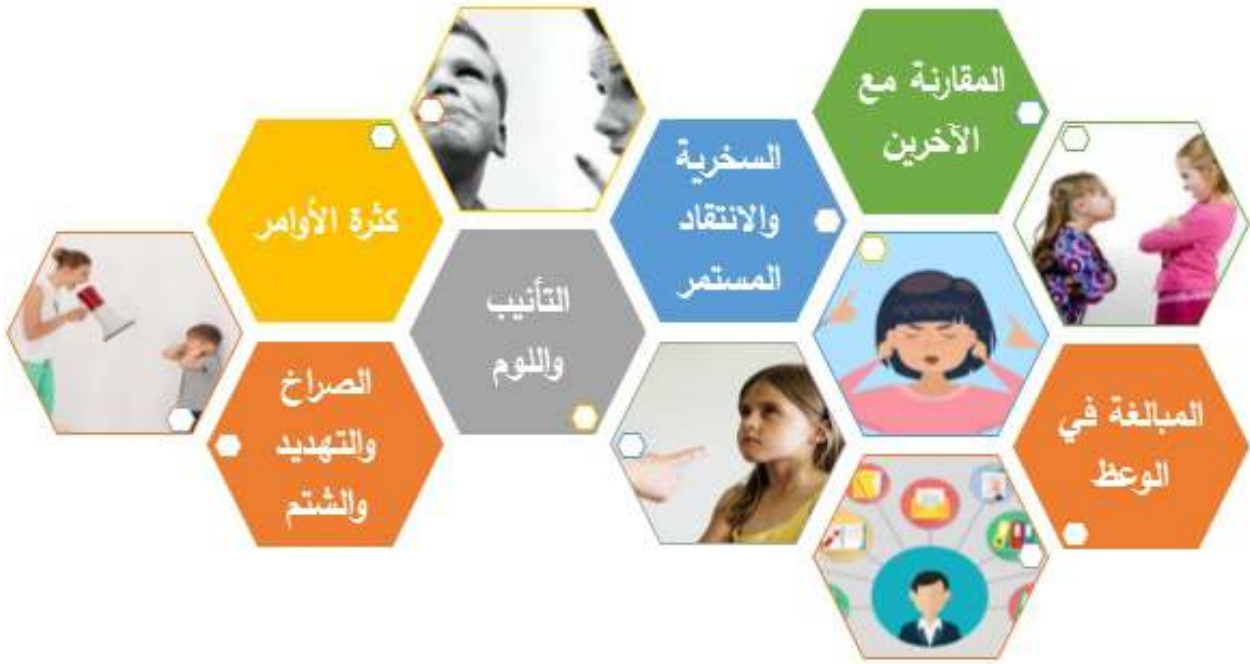 المقارنة مع
الآخرين
السخرية
والانتقاد
المستمر
كثرة الأوامر
التأنيب
واللوم
الصراخ
والتهديد
والشتم
المبالغة في
الوعظ